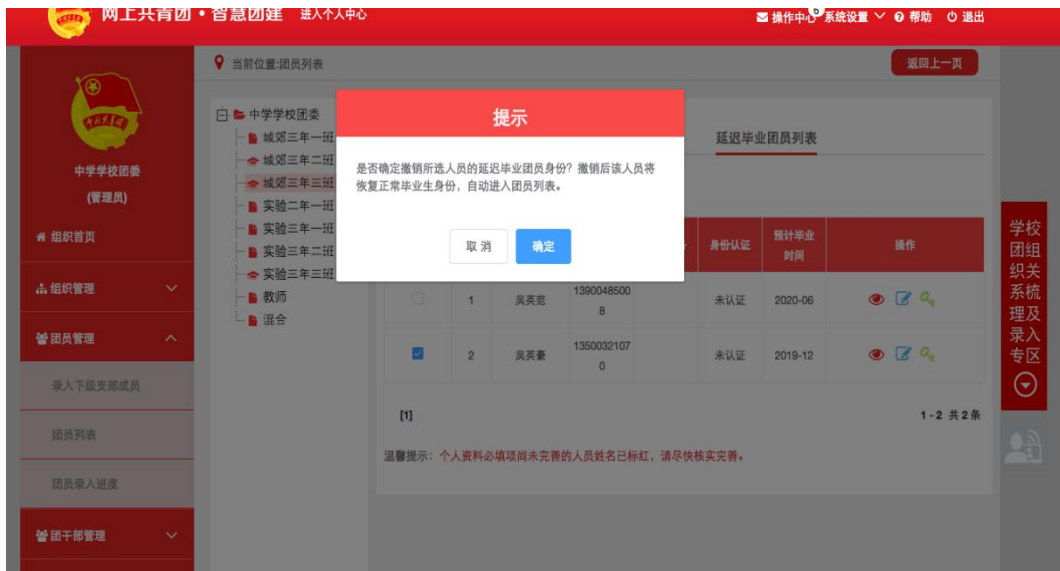 网上共青团·智慧团建 进入个人中心
操作中心 6 系统设置 帮助 退出
当前位置:团员列表
返回上一页
中学学校团委
(管理员)
组织首页
组织管理
团员管理
录入下级支部成员
团员列表
团员录入进度
团干部管理
中学学校团委
城郊三年一班
城郊三年二班
城郊三年三班
实验二年一班
实验三年一班
实验三年二班
实验三年三班
教师
混合
提示
是否确定撤销所选人员的延迟毕业团员身份？撤销后该人员将
恢复正常毕业生身份，自动进入团员列表。
取消 确定
延迟毕业团员列表
身份认证 预计毕业
时间 操作
1 吴英苑 1390048500
8 未认证 2020-06
2 吴英豪 1350032107
0 未认证 2019-12
[1] 1-2 共2条
温馨提示：个人资料必填项尚未完善的人员姓名已标红，请尽快核实完善。
学校
团组
织关
系统
理及
录入
专区